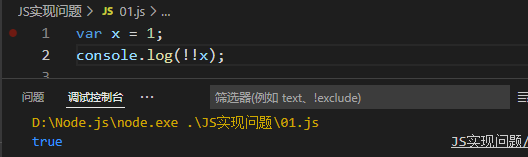 JS实现问题 > JS 01.js > ...
1 var x = 1;
2 console.log(!!x);
3
问题 调试控制台 ... 筛选器(例如 text、!exclude)
D:\Node.js\node.exe .\JS实现问题\01.js
true JS实现问题/